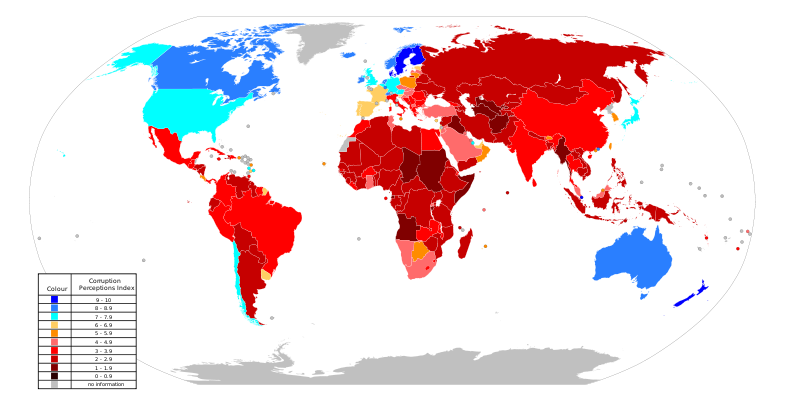 Colour
Corruption
Perceptions Index
9 - 10
8 - 8.9
7 - 7.9
6 - 6.9
5 - 5.9
4 - 4.9
3 - 3.9
2 - 2.9
1 - 1.9
0 - 0.9
no information